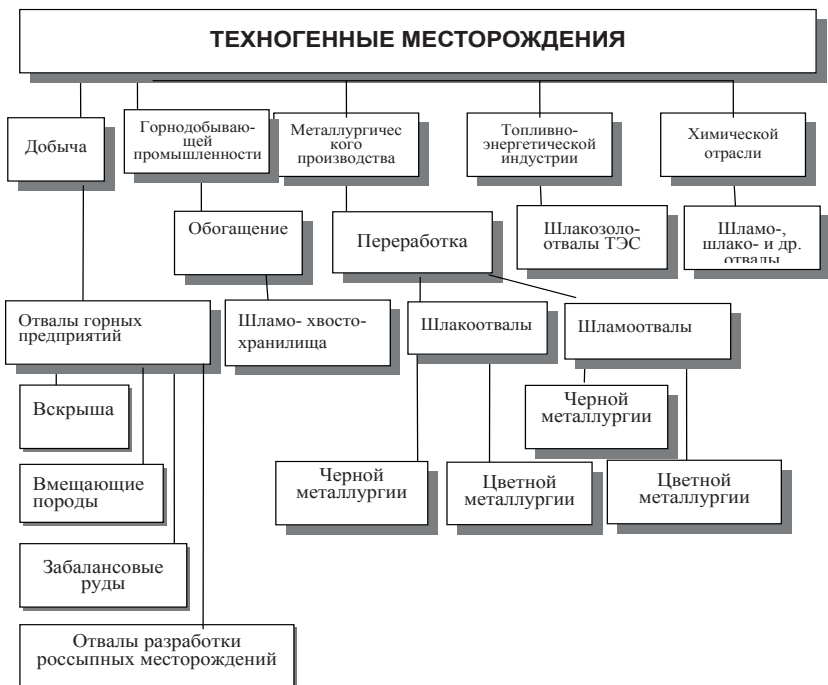 ТЕХНОГЕННЫЕ МЕСТОРОЖДЕНИЯ
Добыча
Горнодобываю-
щей
промышленности
Металлургичес
кого
производства
Топливно-
энергетической
индустрии
Химической
отрасли
Обогащение
Переработка
Шлакозоло-
отвалы ТЭС
Шламо-,
шлако- и др.
отвалы
Отвалы горных
предприятий
Шламо- хвосто-
хранилища
Шлакоотвалы
Шламоотвалы
Вскрыша
Черной
металлургии
Вмещающие
породы
Черной
металлургии
Цветной
металлургии
Цветной
металлургии
Забалансовые
руды
Отвалы разработки
россыпных месторождений